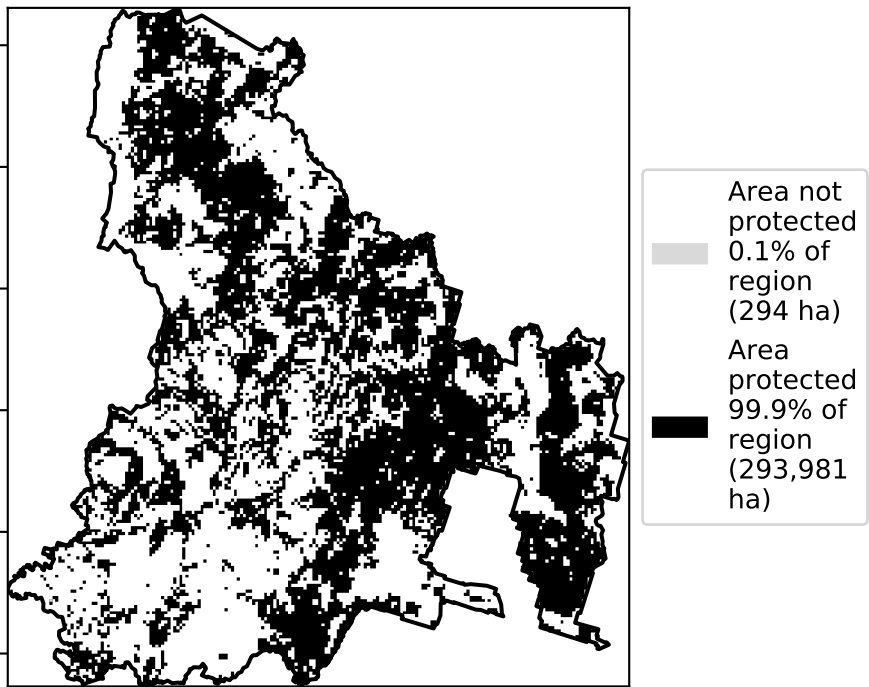 Area not
protected
0.1% of
region
(294 ha)
Area
protected
99.9% of
region
(293,981
ha)